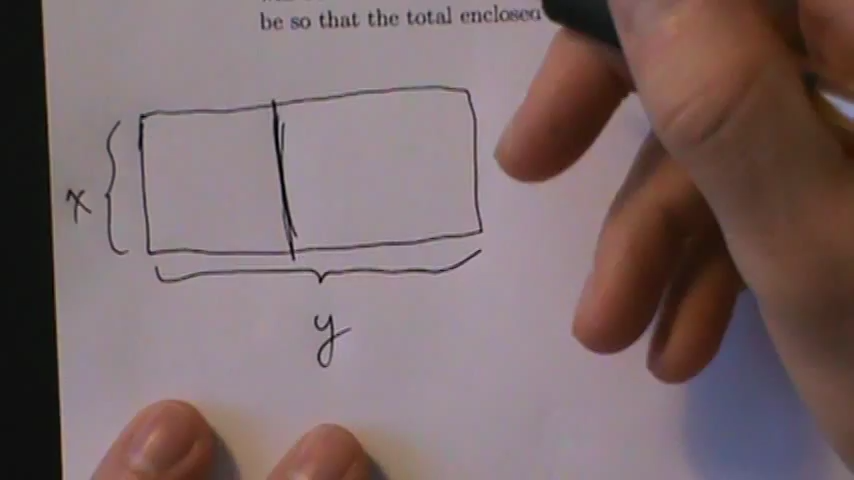 be so that the total enclosed
x
y